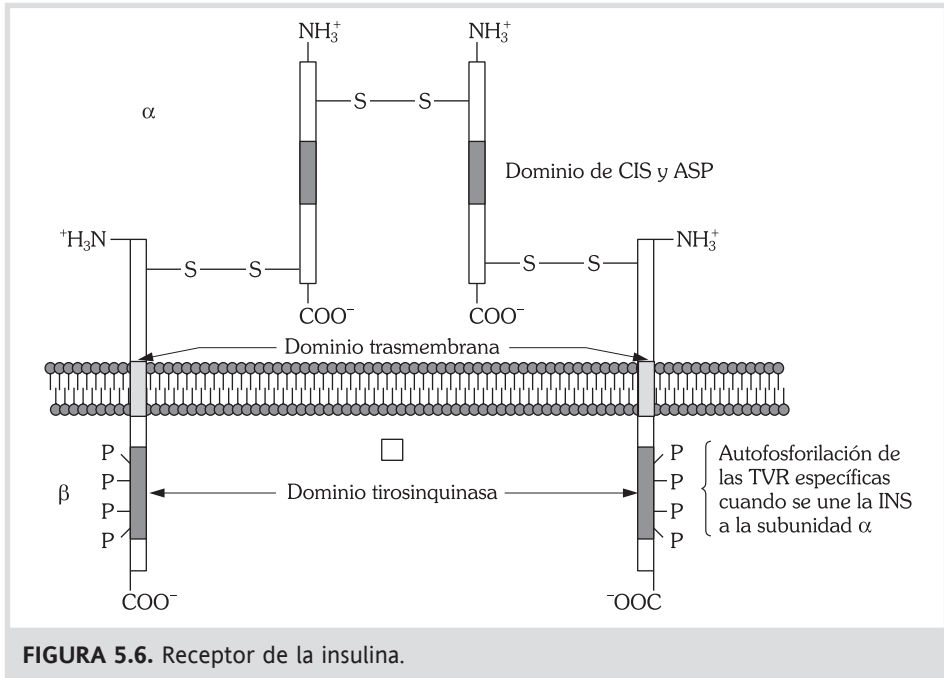 NH₃⁺ NH₃⁺
α S S
Dominio de CIS y ASP
⁺H₃N NH₃⁺
S S S S
COO⁻ COO⁻
Dominio trasmembrana
P P Autofosforilación de
P P las TVR específicas
β Dominio tirosinquinasa
P P cuando se une la INS
P P a la subunidad α
COO⁻ ⁻OOC
FIGURA 5.6. Receptor de la insulina.